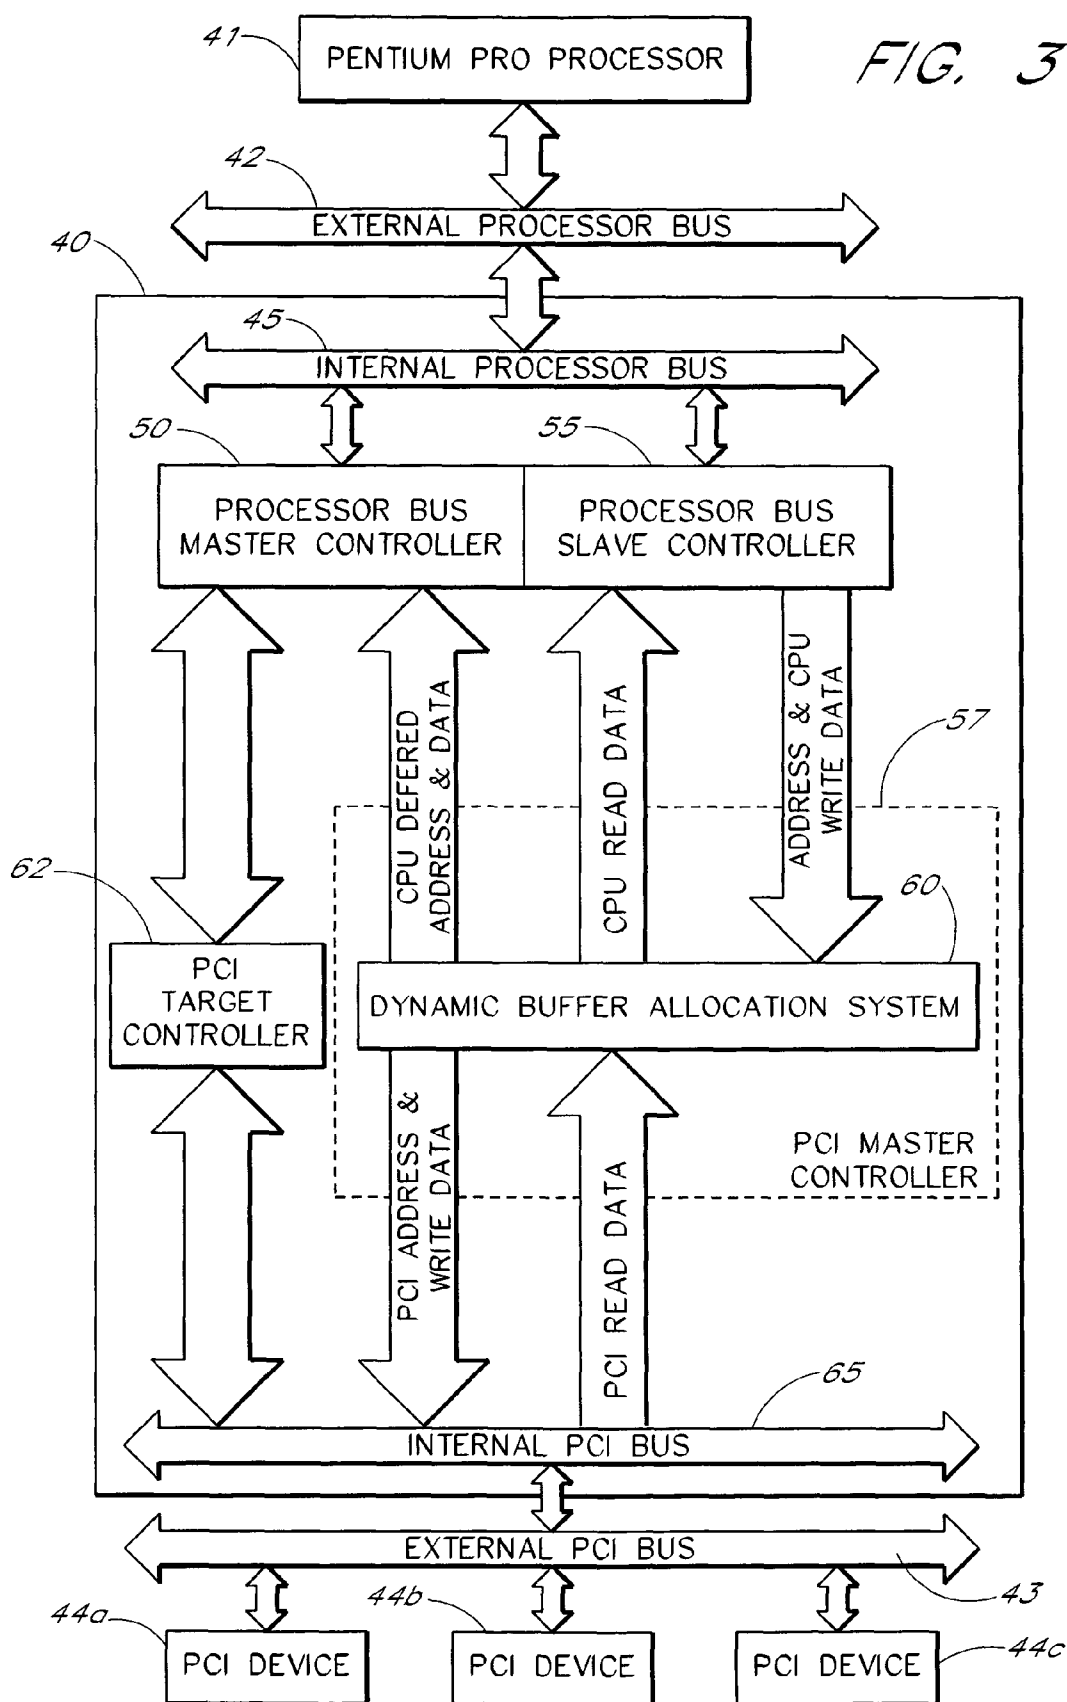 FIG. 3
41
PENTIUM PRO PROCESSOR
42
EXTERNAL PROCESSOR BUS
40
45
INTERNAL PROCESSOR BUS
50
55
PROCESSOR BUS
MASTER CONTROLLER
PROCESSOR BUS
SLAVE CONTROLLER
CPU DEFERED
ADDRESS & DATA
CPU READ DATA
ADDRESS & CPU
WRITE DATA
57
62
60
PCI
TARGET
CONTROLLER
DYNAMIC BUFFER ALLOCATION SYSTEM
PCI ADDRESS &
WRITE DATA
PCI READ DATA
PCI MASTER
CONTROLLER
65
INTERNAL PCI BUS
EXTERNAL PCI BUS
43
44a
44b
44c
PCI DEVICE
PCI DEVICE
PCI DEVICE